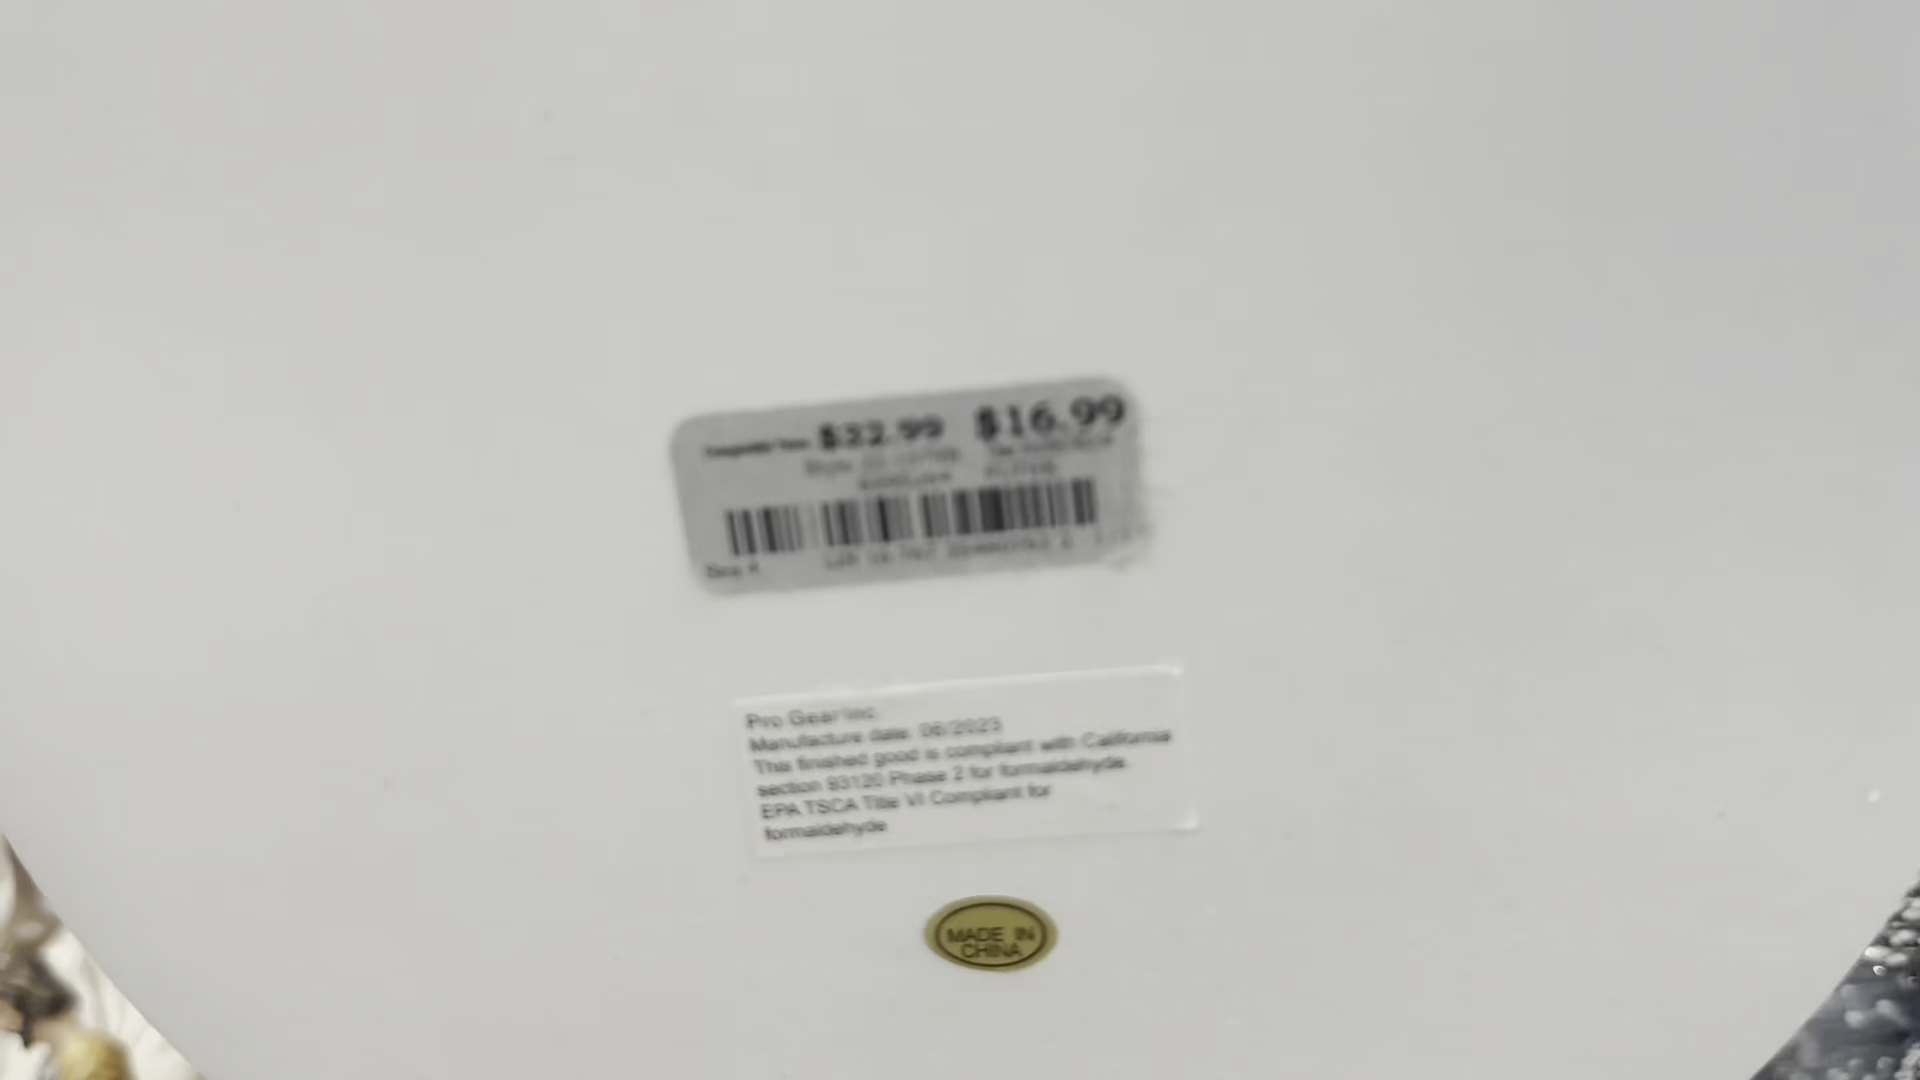 $22.99 $16.99
Pro Gear Inc
Manufacture date: 06/2023
This finished good is compliant with California
section 93120 Phase 2 for formaldehyde.
EPA TSCA Title VI Compliant for
formaldehyde
MADE IN
CHINA